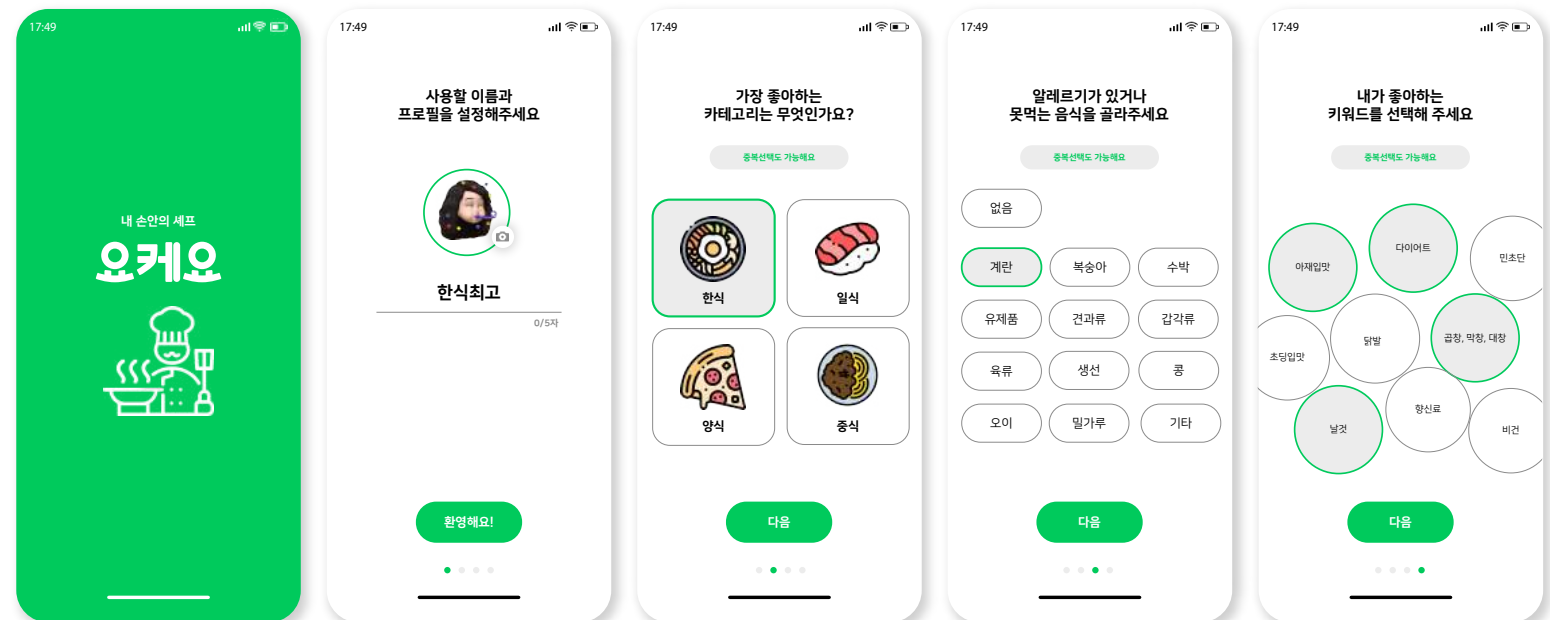 17:49
내 손안의 셰프
요케요
17:49
사용할 이름과
프로필을 설정해주세요
한식최고
0/5자
환영해요!
17:49
가장 좋아하는
카테고리는 무엇인가요?
중복선택도 가능해요
한식
일식
양식
중식
다음
17:49
알레르기가 있거나
못먹는 음식을 골라주세요
중복선택도 가능해요
없음
계란
복숭아
수박
유제품
견과류
갑각류
육류
생선
콩
오이
밀가루
기타
다음
17:49
내가 좋아하는
키워드를 선택해 주세요
중복선택도 가능해요
아재입맛
다이어트
민초단
초딩입맛
닭발
곱창, 막창, 대창
날것
향신료
비건
다음